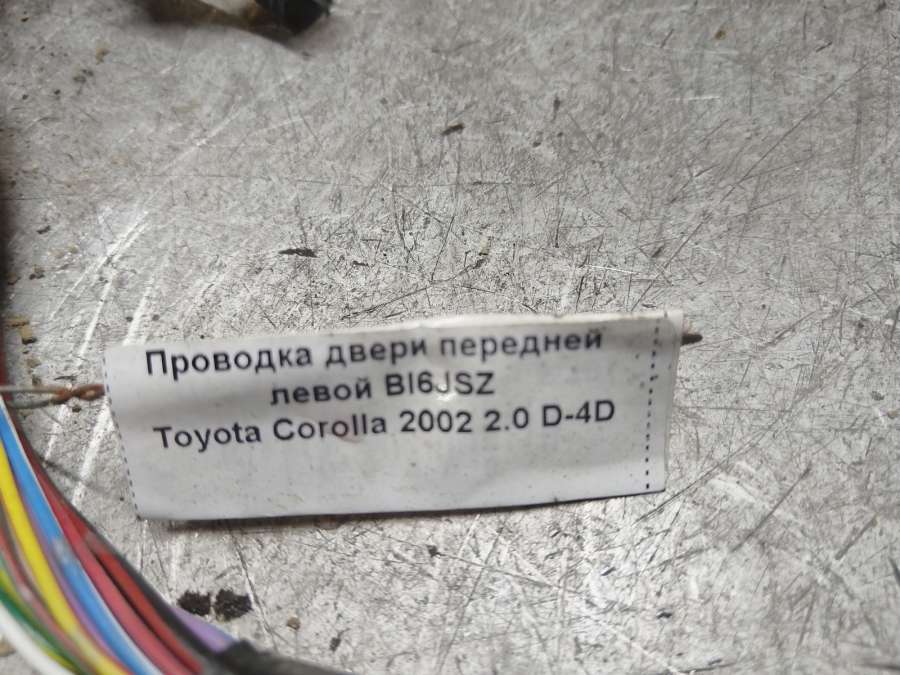 Проводка двери передней
левой BI6JSZ
Toyota Corolla 2002 2.0 D-4D